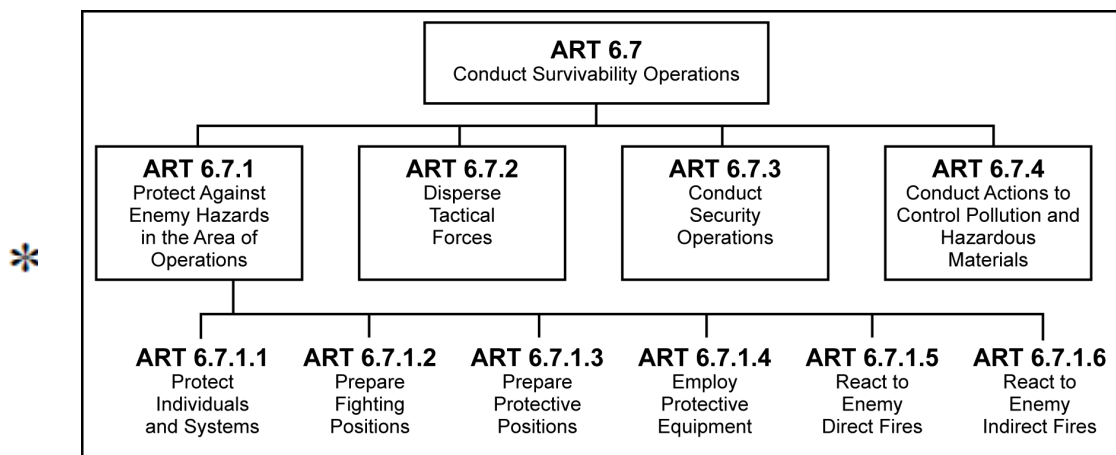 ART 6.7
Conduct Survivability Operations
ART 6.7.1
Protect Against
Enemy Hazards
in the Area of
Operations
ART 6.7.2
Disperse
Tactical
Forces
ART 6.7.3
Conduct
Security
Operations
ART 6.7.4
Conduct Actions to
Control Pollution and
Hazardous
Materials
*
ART 6.7.1.1
Protect
Individuals
and Systems
ART 6.7.1.2
Prepare
Fighting
Positions
ART 6.7.1.3
Prepare
Protective
Positions
ART 6.7.1.4
Employ
Protective
Equipment
ART 6.7.1.5
React to
Enemy
Direct Fires
ART 6.7.1.6
React to
Enemy
Indirect Fires